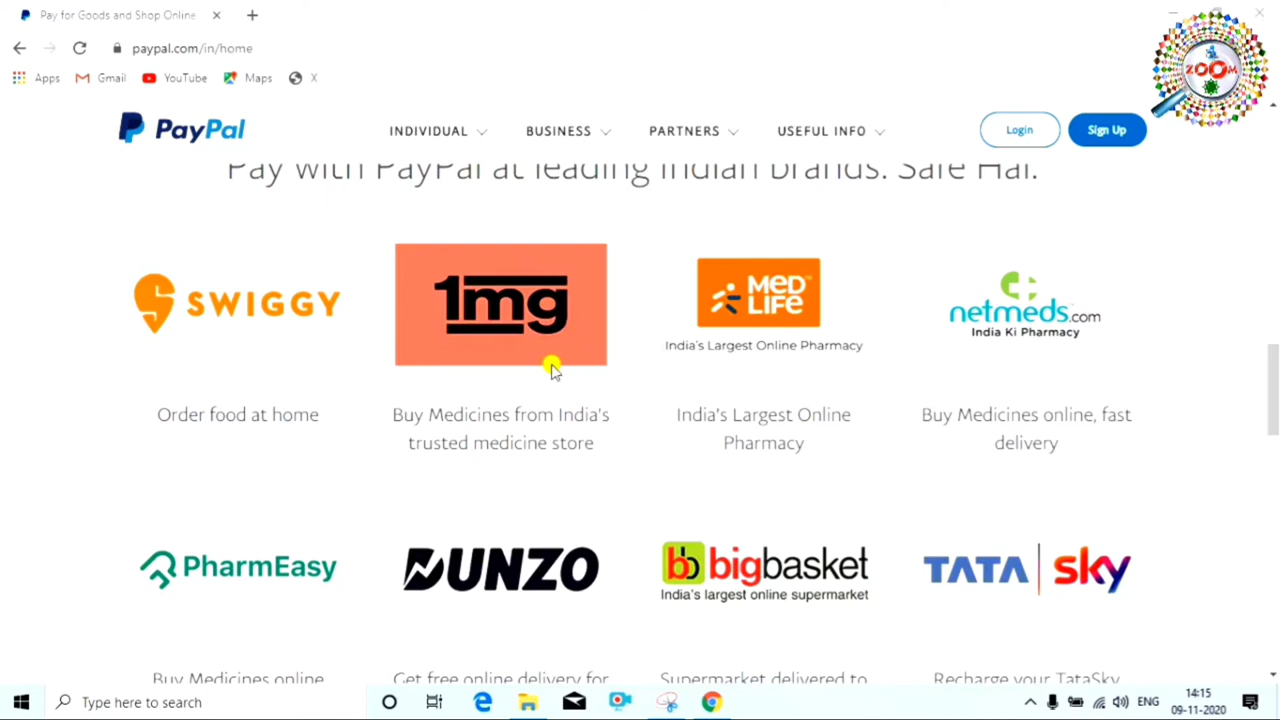 Pay for Goods and Shop Online
paypal.com/in/home
Apps Gmail YouTube Maps X
ZOOM
PayPal INDIVIDUAL BUSINESS PARTNERS USEFUL INFO Login Sign Up
Pay with PayPal at leading Indian brands. Safe Hai.
SWIGGY
1mg
MED LIFE
India's Largest Online Pharmacy
netmeds.com
India Ki Pharmacy
Order food at home
Buy Medicines from India's
trusted medicine store
India's Largest Online
Pharmacy
Buy Medicines online, fast
delivery
PharmEasy
DUNZO
bb bigbasket
India's largest online supermarket
TATA sky
Buy Medicines online
Get free online delivery for
Supermarket delivered to
Recharge your TataSky
Type here to search
ENG
14:15
09-11-2020